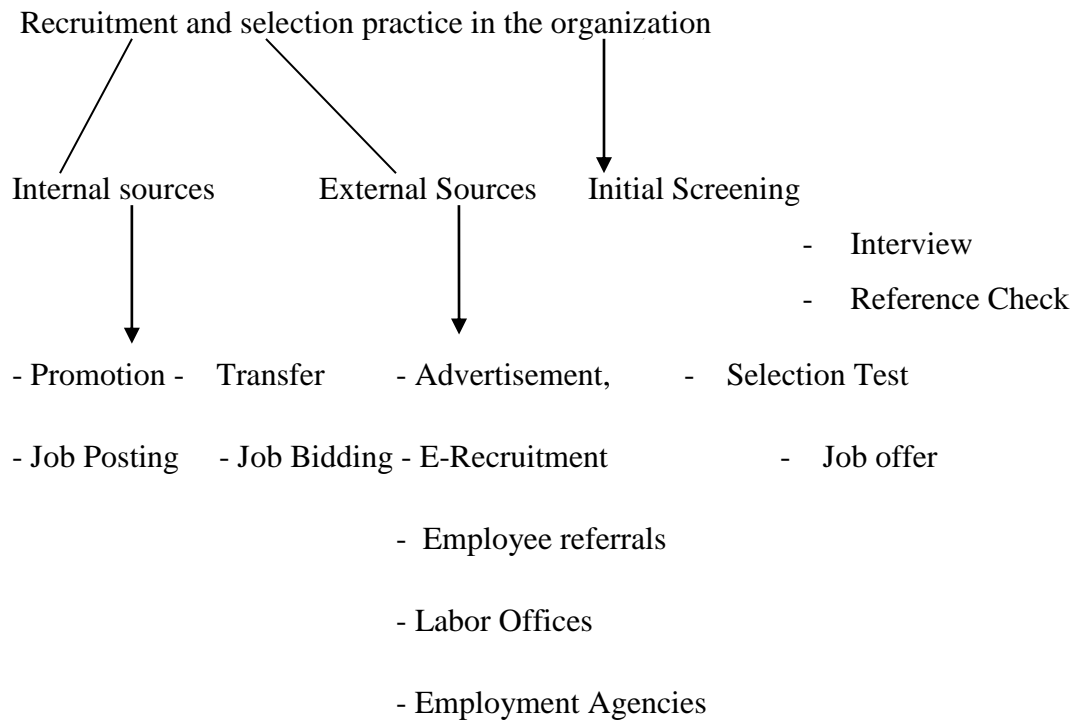 Recruitment and selection practice in the organization
Internal sources External Sources Initial Screening
- Interview
- Reference Check
- Promotion - Transfer - Advertisement, - Selection Test
- Job Posting - Job Bidding - E-Recruitment - Job offer
- Employee referrals
- Labor Offices
- Employment Agencies